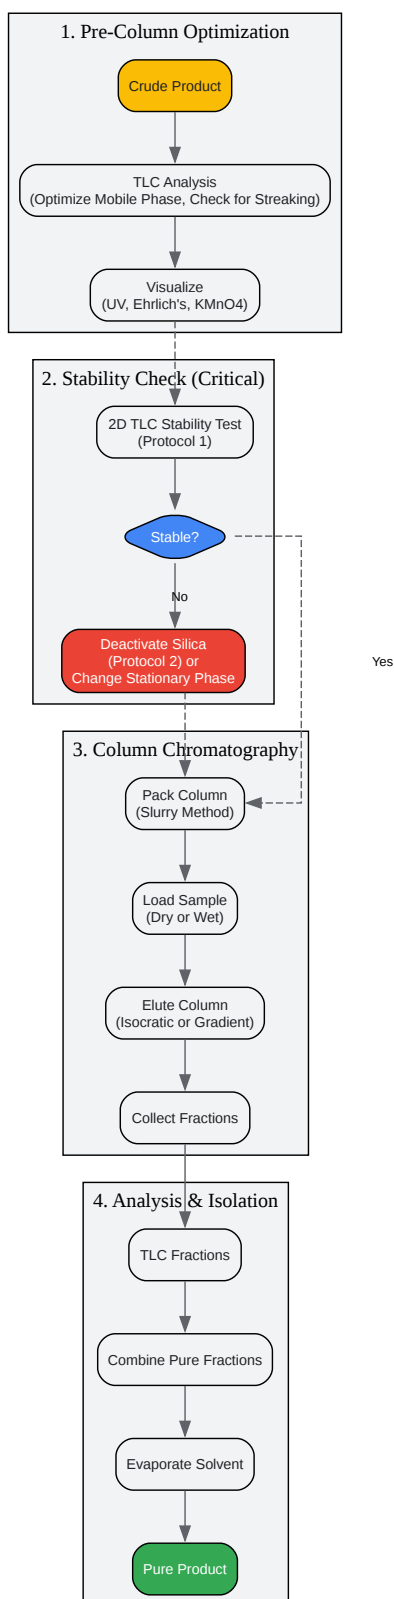 1. Pre-Column Optimization
Crude Product
TLC Analysis
(Optimize Mobile Phase, Check for Streaking)
Visualize
(UV, Ehrlich's, KMnO4)
2. Stability Check (Critical)
2D TLC Stability Test
(Protocol 1)
Stable?
No
Deactivate Silica
(Protocol 2) or
Change Stationary Phase
Yes
3. Column Chromatography
Pack Column
(Slurry Method)
Load Sample
(Dry or Wet)
Elute Column
(Isocratic or Gradient)
Collect Fractions
4. Analysis & Isolation
TLC Fractions
Combine Pure Fractions
Evaporate Solvent
Pure Product